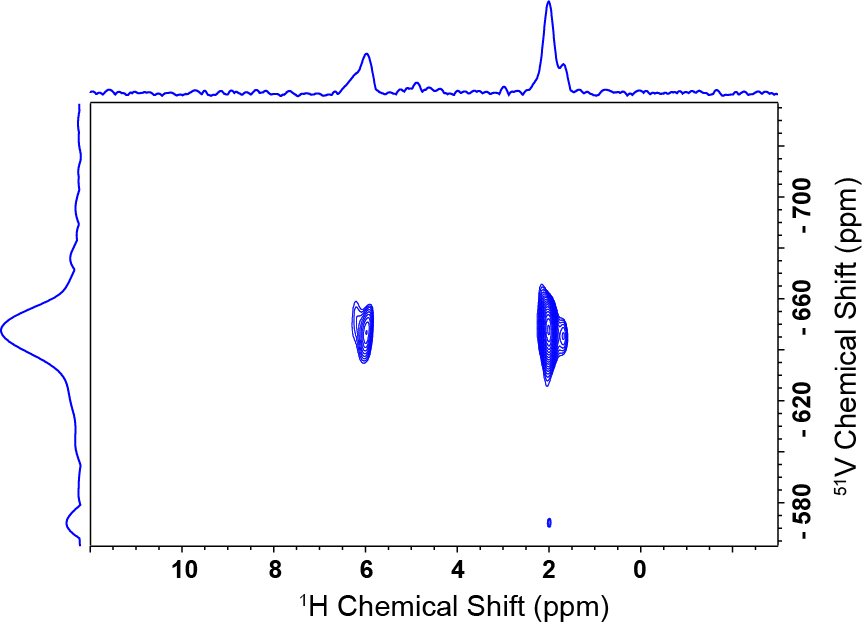 - 700
- 660
- 620
- 580
⁵¹V Chemical Shift (ppm)
10 8 6 4 2 0
¹H Chemical Shift (ppm)